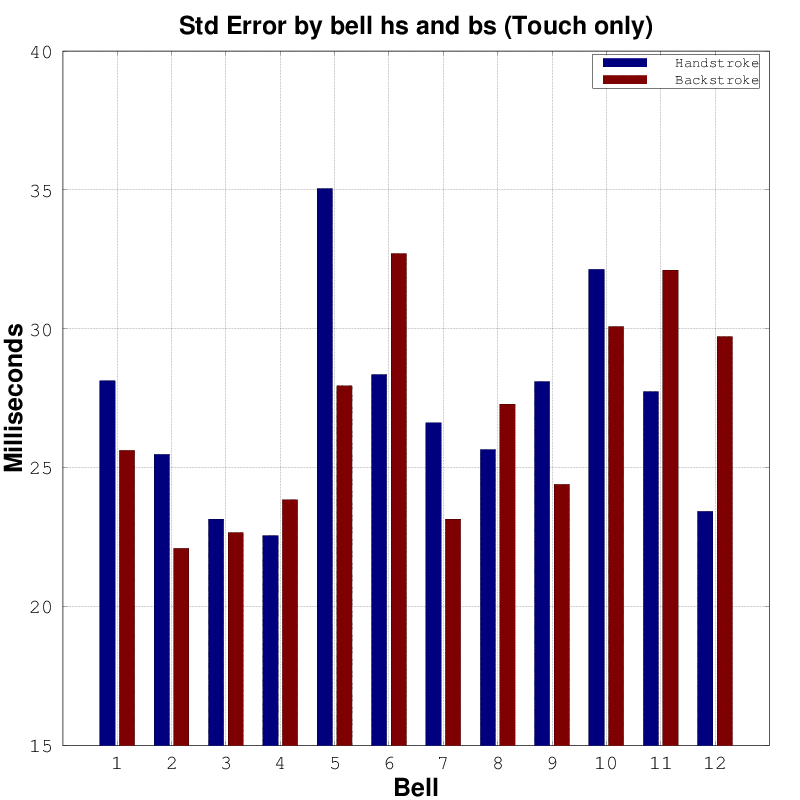 Std Error by bell hs and bs (Touch only)
Handstroke
Backstroke
40
35
30
25
20
15
Milliseconds
1 2 3 4 5 6 7 8 9 10 11 12
Bell